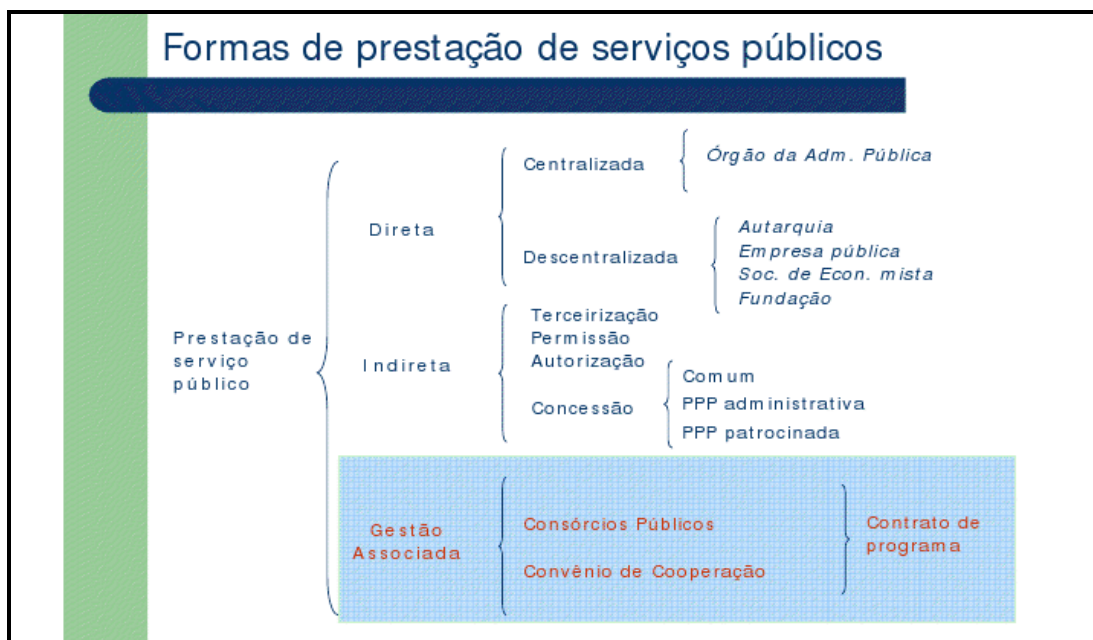 Formas de prestação de serviços públicos
Centralizada
Órgão da Adm. Pública
Direta
Descentralizada
Autarquia
Empresa pública
Soc. de Econ. mista
Fundação
Prestação de
serviço
público
Indireta
Terceirização
Permissão
Autorização
Concessão
Comum
PPP administrativa
PPP patrocinada
Gestão
Associada
Consórcios Públicos
Convênio de Cooperação
Contrato de
programa